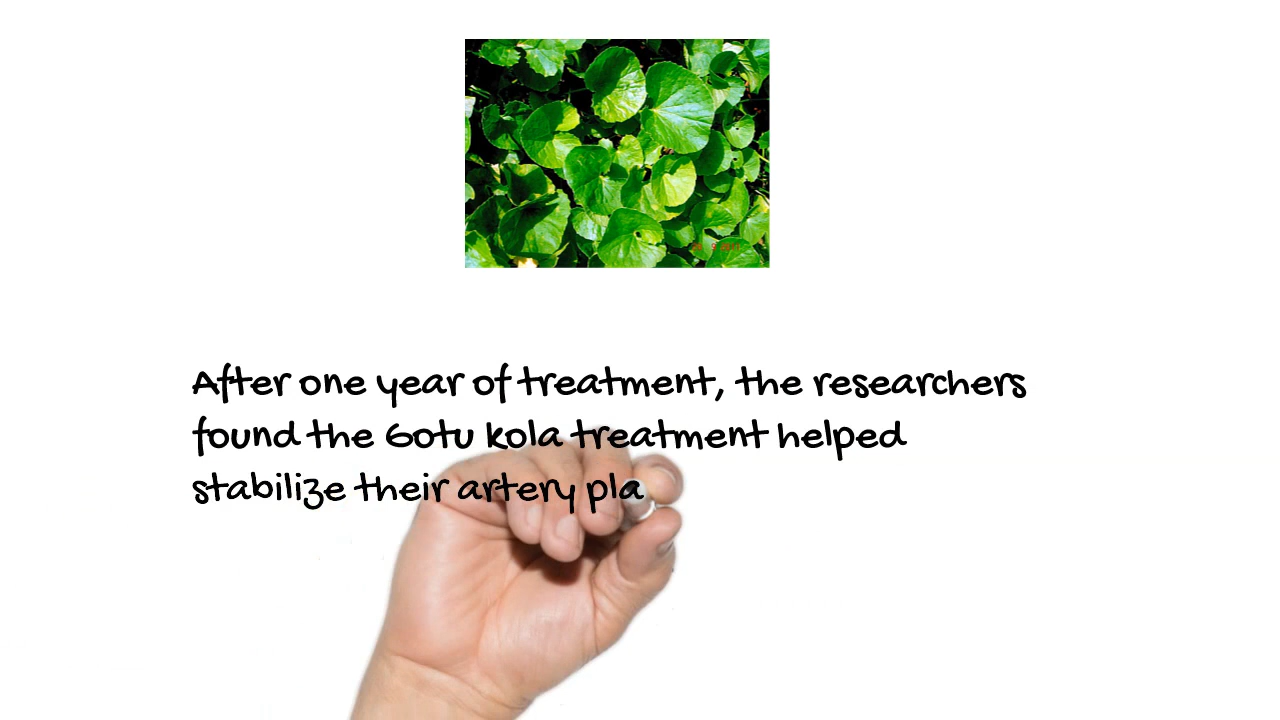 After one year of treatment, the researchers
found the Gotu kola treatment helped
stabilize their artery pla